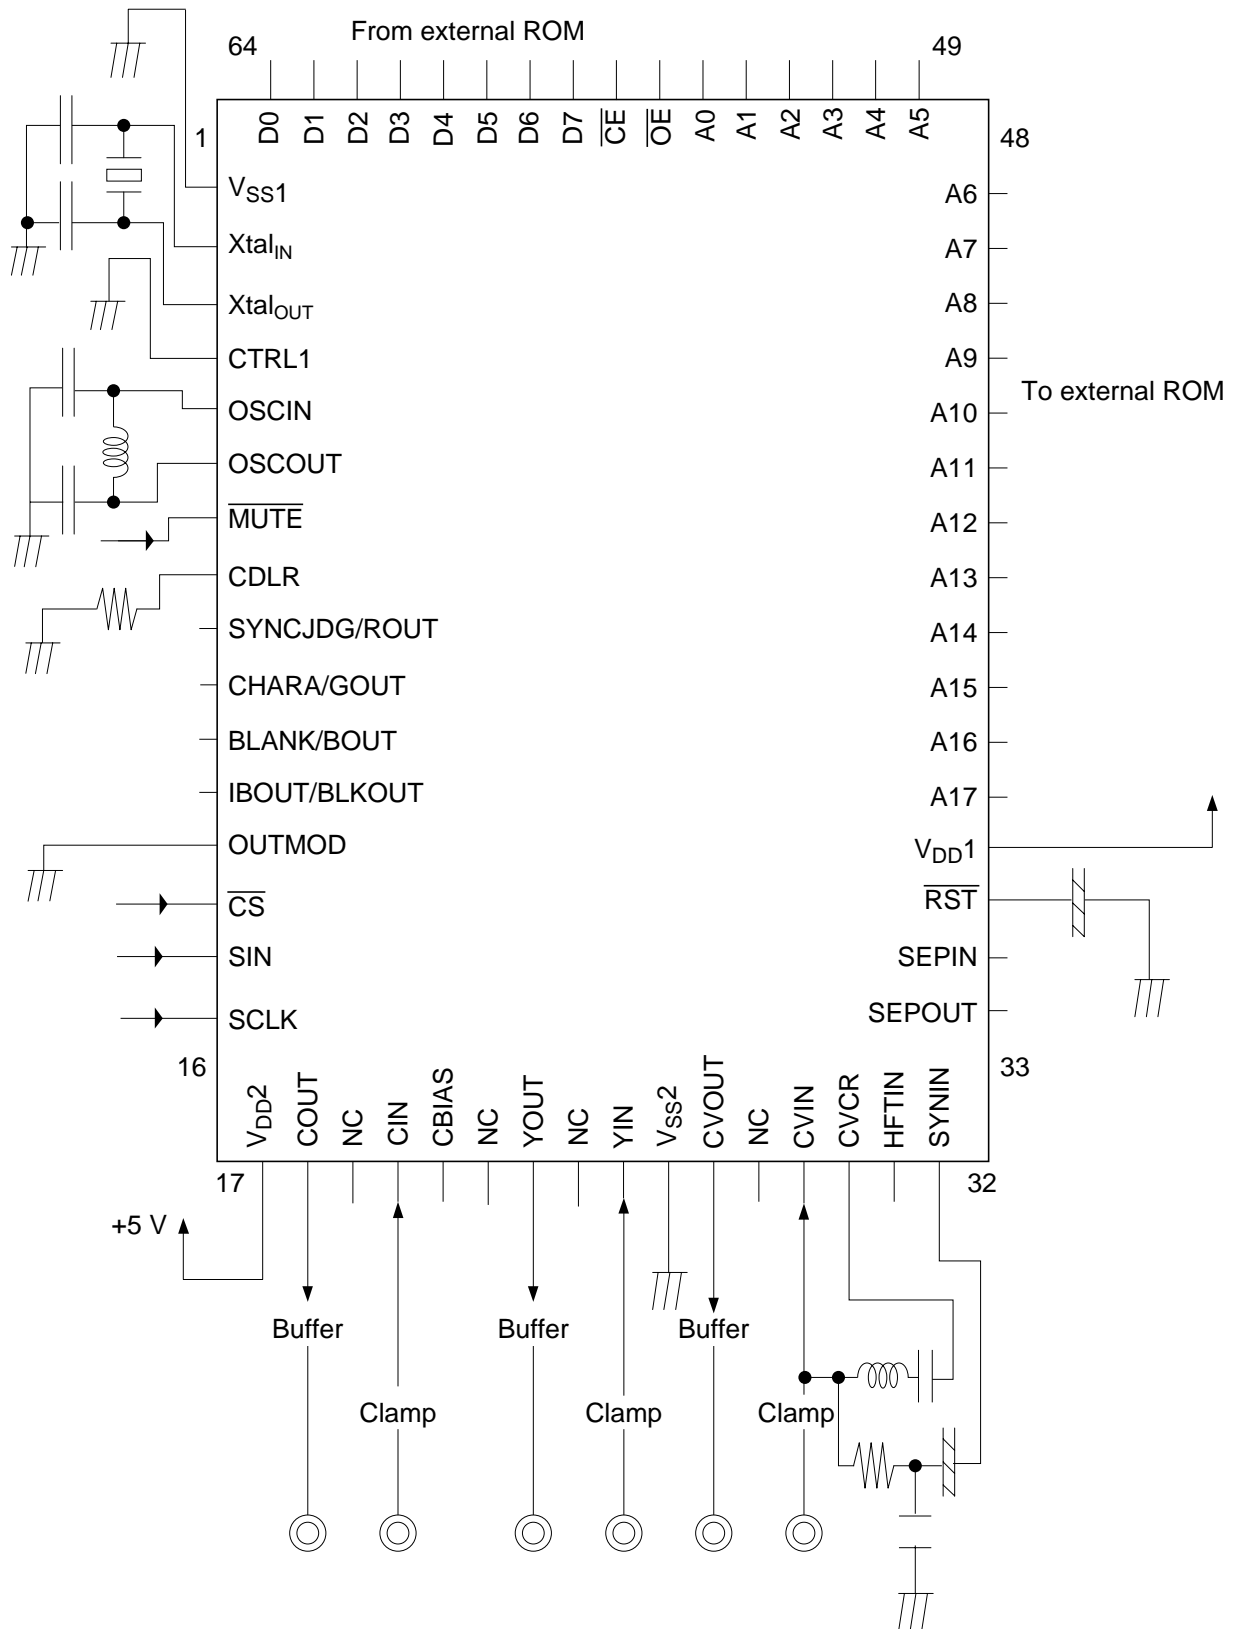 From external ROM
64
49
D0
D1
D2
D3
D4
D5
D6
D7
CE
OE
A0
A1
A2
A3
A4
A5
1
48
VSS1
XtalIN
XtalOUT
CTRL1
OSCIN
OSCOUT
MUTE
CDLR
SYNCJDG/ROUT
CHARA/GOUT
BLANK/BOUT
IBOUT/BLKOUT
OUTMOD
CS
SIN
SCLK
A6
A7
A8
A9
A10
A11
A12
A13
A14
A15
A16
A17
VDD1
RST
SEPIN
SEPOUT
To external ROM
16
33
VDD2
COUT
NC
CIN
CBIAS
NC
YOUT
NC
YIN
VSS2
CVOUT
NC
CVIN
CVCR
HFTIN
SYNIN
17
32
+5 V
Buffer
Buffer
Buffer
Clamp
Clamp
Clamp